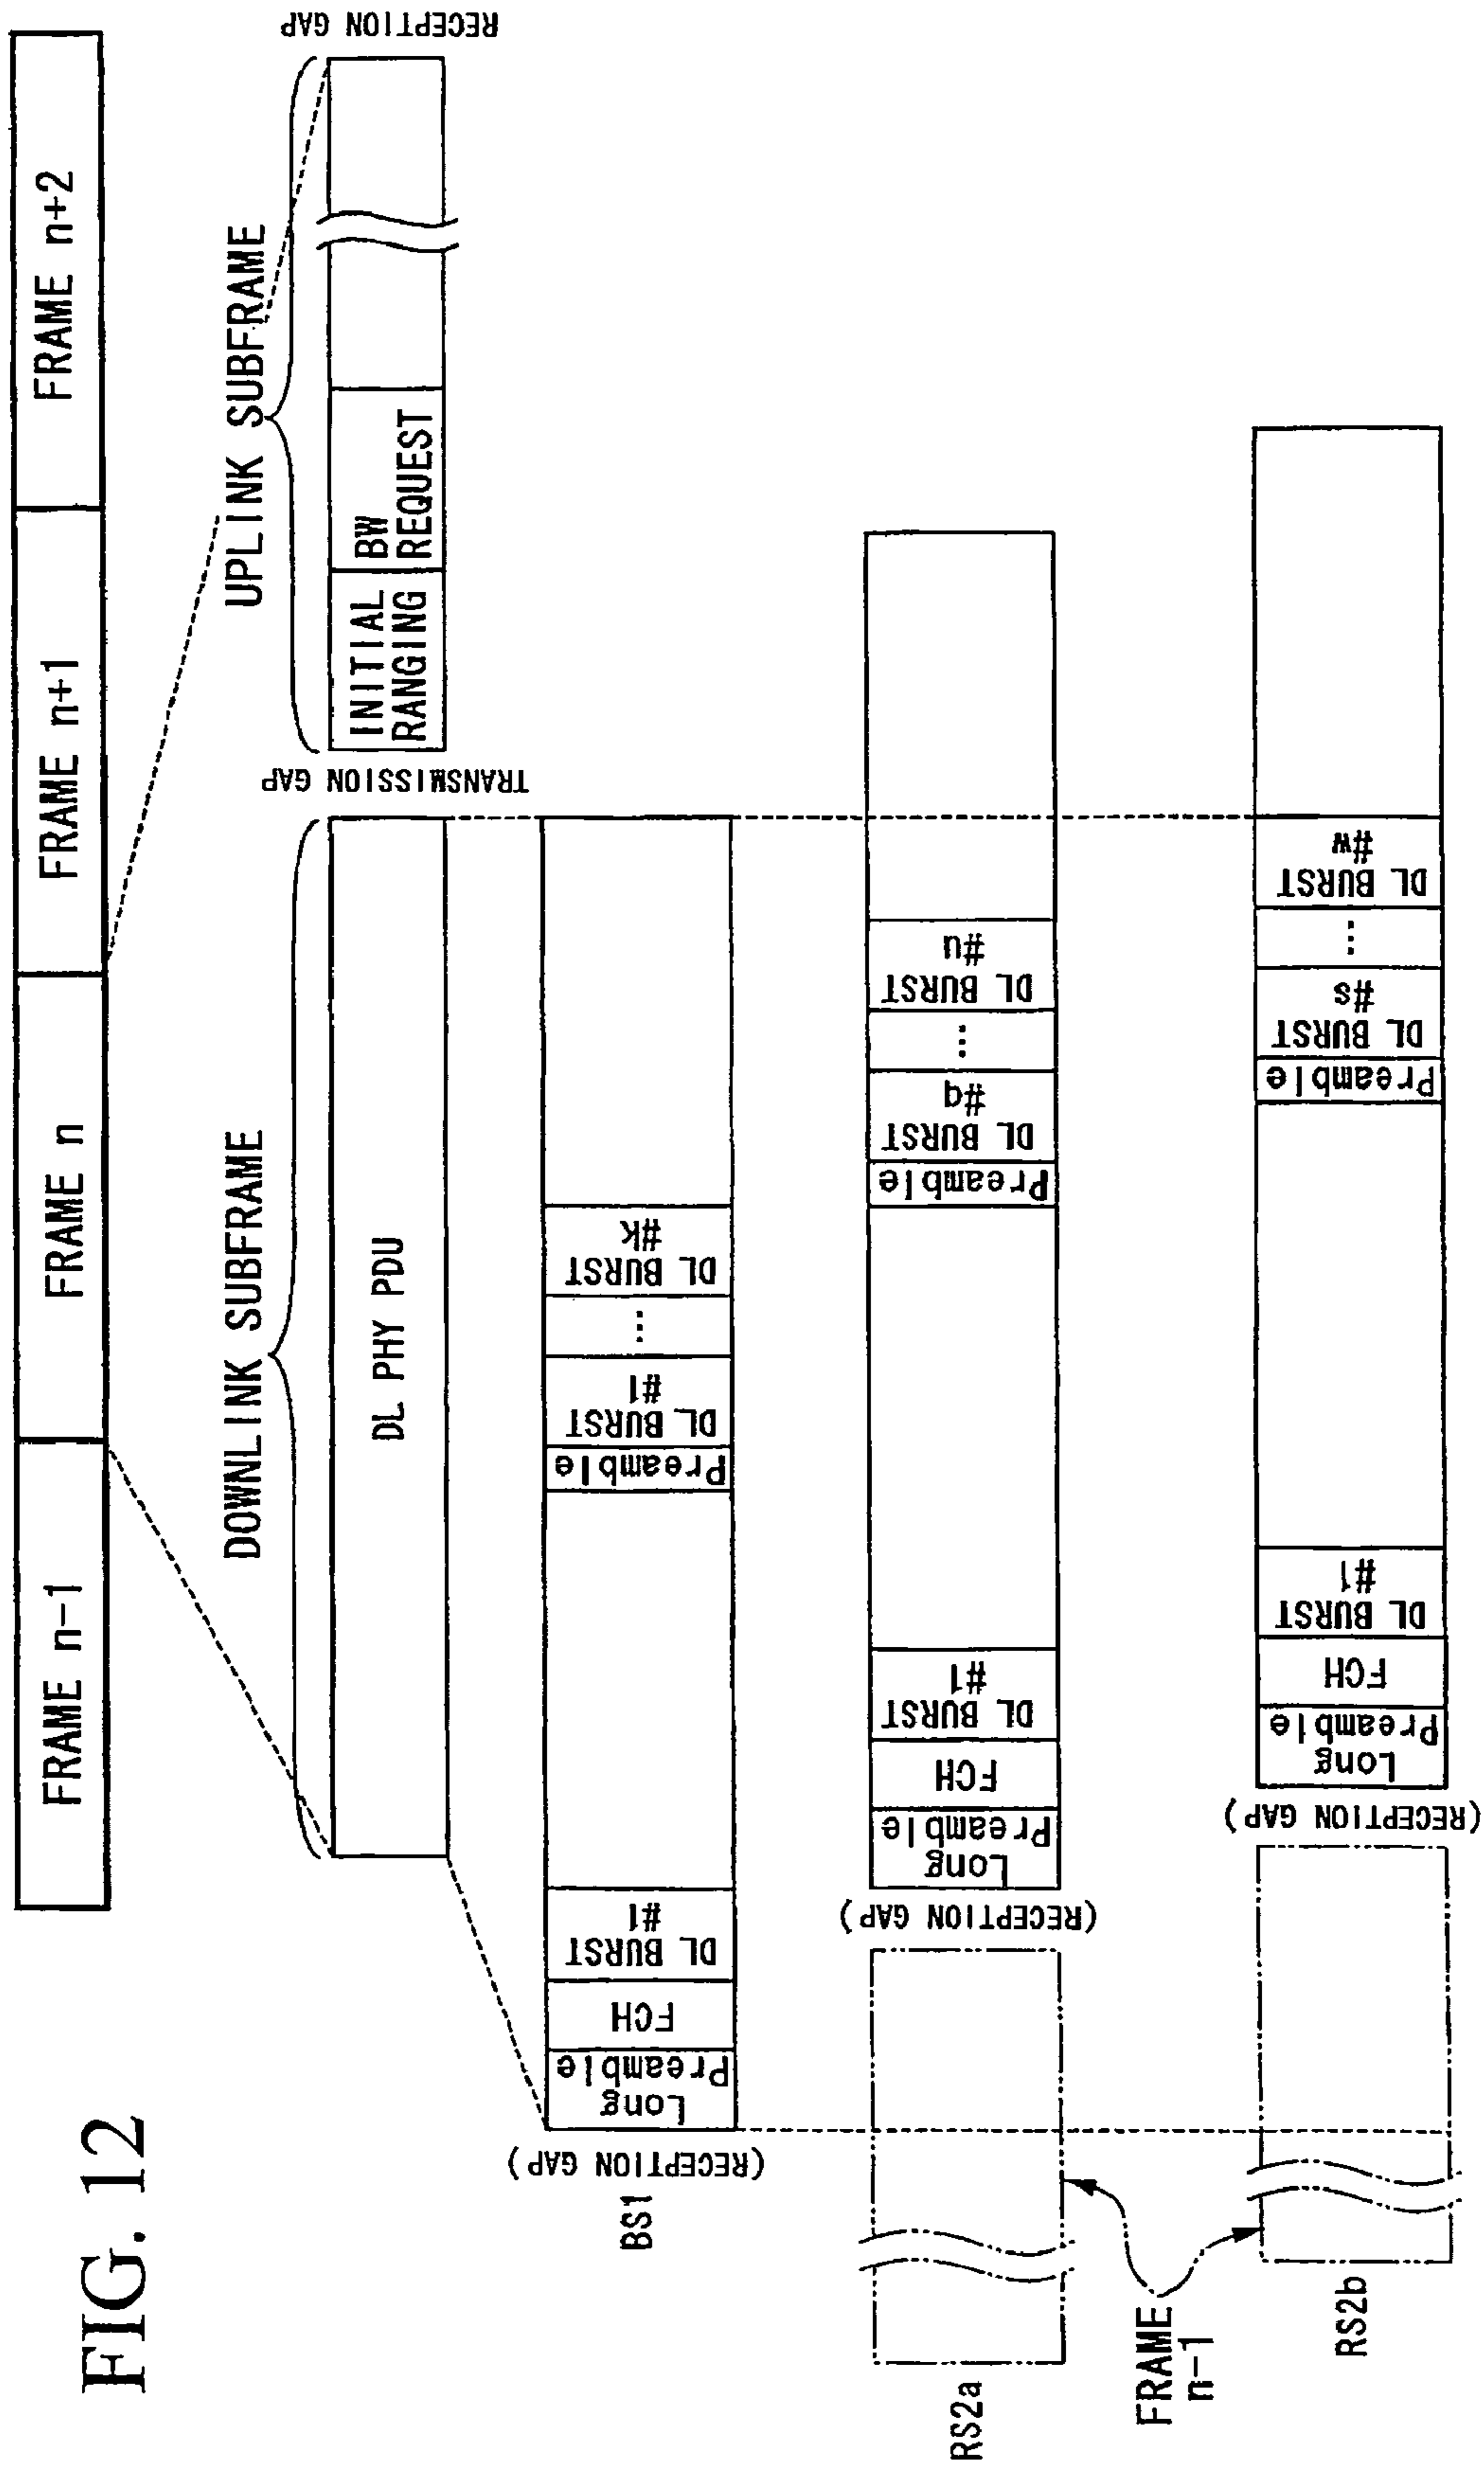 FIG. 12
FRAME n-1
FRAME n
FRAME n+1
FRAME n+2
DOWNLINK SUBFRAME
UPLINK SUBFRAME
DL PHY PDU
TRANSMISSION GAP
INITIAL
RANGING
BW
REQUEST
RECEPTION GAP
BS1
(RECEPTION GAP)
Long
Preamble
FCH
DL BURST
#1
Preamble
DL BURST
#1
...
DL BURST
#k
RS2a
(RECEPTION GAP)
Long
Preamble
FCH
DL BURST
#1
Preamble
DL BURST
#q
...
DL BURST
#u
FRAME
n-1
RS2b
(RECEPTION GAP)
Long
Preamble
FCH
DL BURST
#1
Preamble
DL BURST
#s
...
DL BURST
#w